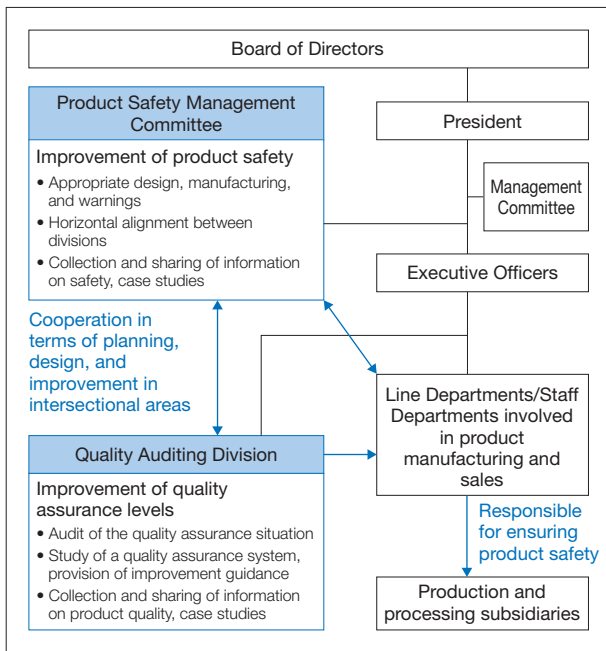 Board of Directors
Product Safety Management
Committee
Improvement of product safety
• Appropriate design, manufacturing,
and warnings
• Horizontal alignment between
divisions
• Collection and sharing of information
on safety, case studies
President
Management
Committee
Executive Officers
Cooperation in
terms of planning,
design, and
improvement in
intersectional areas
Line Departments/Staff
Departments involved
in product
manufacturing and
sales
Quality Auditing Division
Improvement of quality
assurance levels
• Audit of the quality assurance situation
• Study of a quality assurance system,
provision of improvement guidance
• Collection and sharing of information
on product quality, case studies
Responsible
for ensuring
product safety
Production and
processing subsidiaries